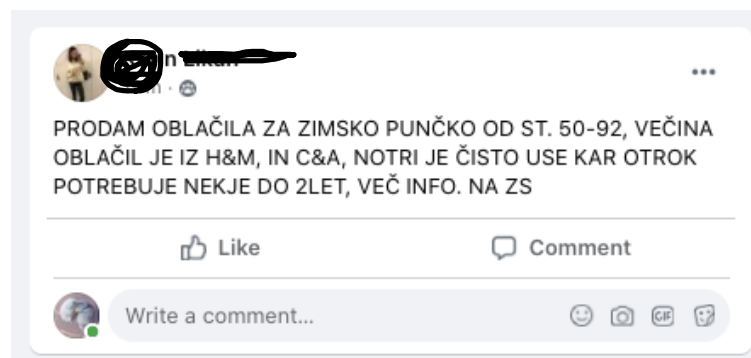 PRODAM OBLAČILA ZA ZIMSKO PUNČKO OD ST. 50-92, VEČINA
OBLAČIL JE IZ H&M, IN C&A, NOTRI JE ČISTO USE KAR OTROK
POTREBUJE NEKJE DO 2LET, VEČ INFO. NA ZS
Like
Comment
Write a comment...
GIF